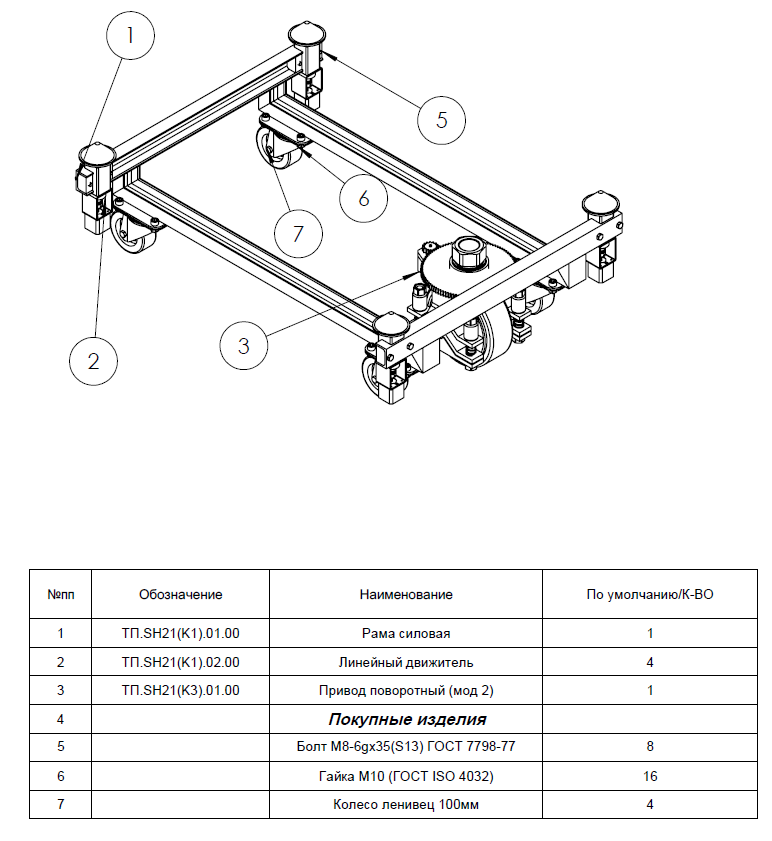 1
5
6
7
3
2
№пп Обозначение Наименование По умолчанию/К-ВО
1 ТП.SH21(K1).01.00 Рама силовая 1
2 ТП.SH21(K1).02.00 Линейный движитель 4
3 ТП.SH21(K3).01.00 Привод поворотный (мод 2) 1
4 Покупные изделия
5 Болт M8-6gx35(S13) ГОСТ 7798-77 8
6 Гайка M10 (ГОСТ ISO 4032) 16
7 Колесо ленивец 100мм 4